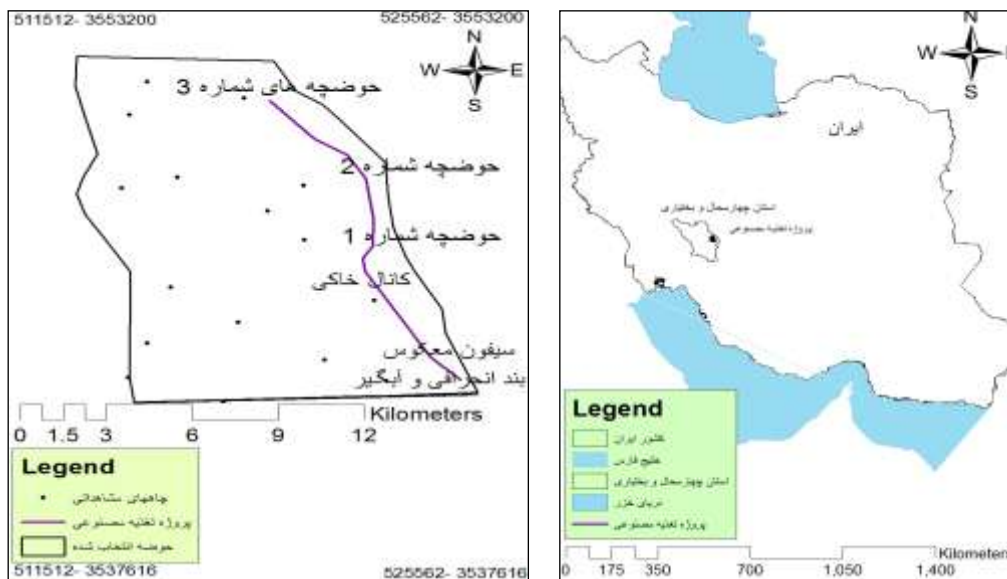 511512- 3553200
525562- 3553200
N
W E
S
حوضچه های شماره 3
حوضچه شماره 2
حوضچه شماره 1
کانال خاکی
سیفون معکوس
بند انحرافی و آبگیر
Kilometers
0 1.5 3 6 9 12
Legend
چاههای مشاهداتی
پروژه تغذیه مصنوعی
حوضه انتخاب شده
511512- 3537616
525562- 3537616
N
W
S
ایران
استان چهارمحال و بختیاری
پروژه تغذیه مصنوعی
Legend
کشور ایران
خلیج فارس
استان چهارمحال و بختیاری
دریای خزر
پروژه تغذیه مصنوعی
Kilometers
0 175 350 700 1,050 1,400